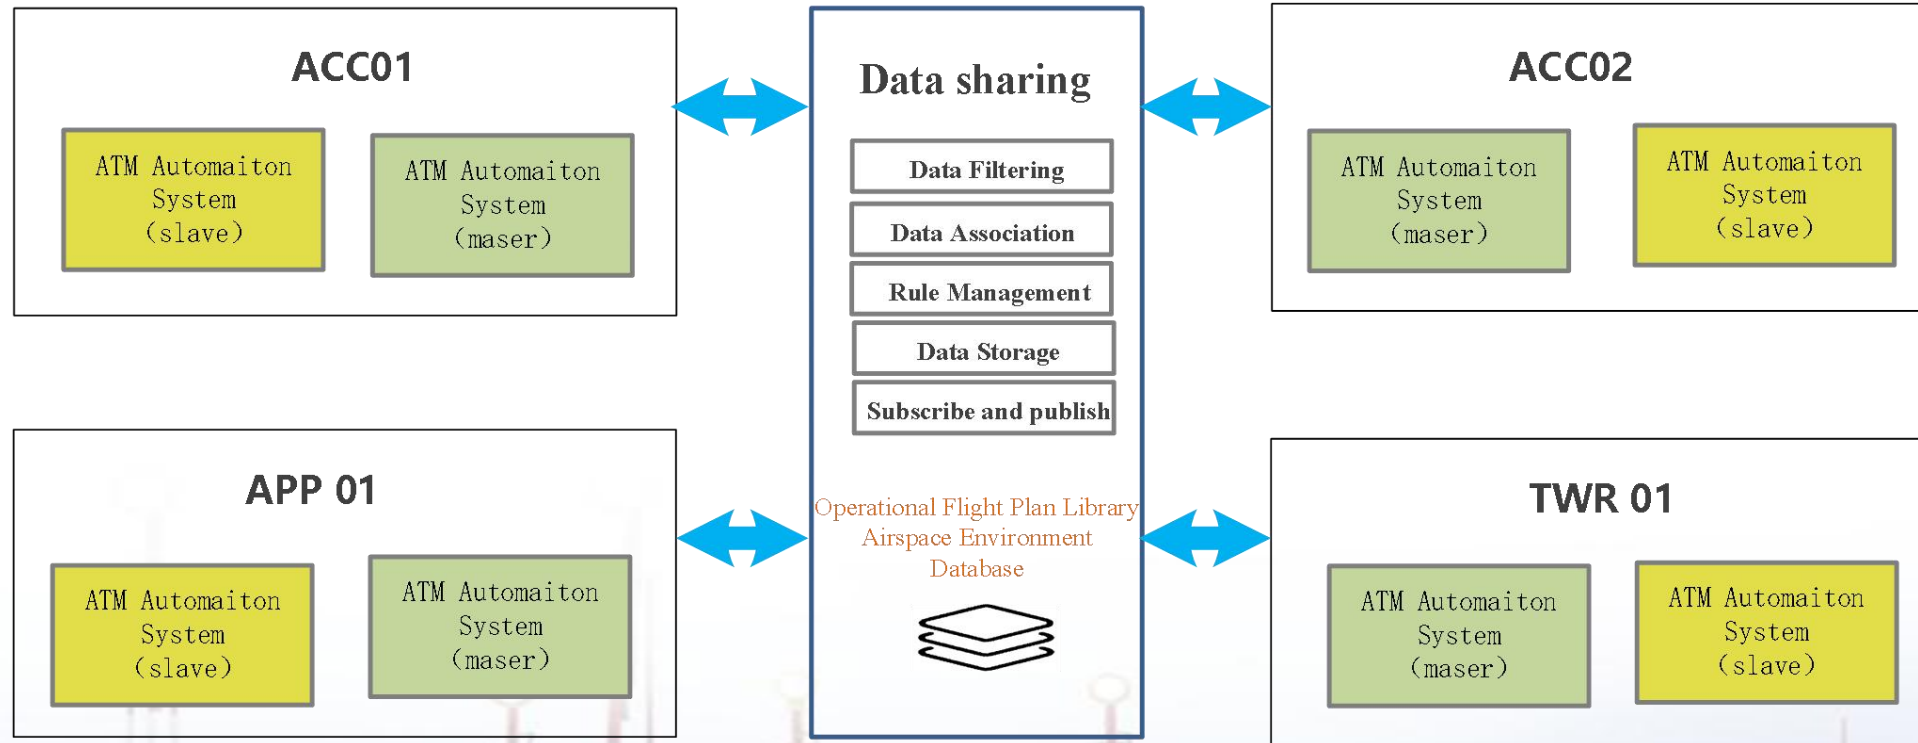 ACC01
ATM Automaiton
System
(slave)
ATM Automaiton
System
(maser)
Data sharing
Data Filtering
Data Association
Rule Management
Data Storage
Subscribe and publish
Operational Flight Plan Library
Airspace Environment
Database
ACC02
ATM Automaiton
System
(maser)
ATM Automaiton
System
(slave)
APP 01
ATM Automaiton
System
(slave)
ATM Automaiton
System
(maser)
TWR 01
ATM Automaiton
System
(maser)
ATM Automaiton
System
(slave)